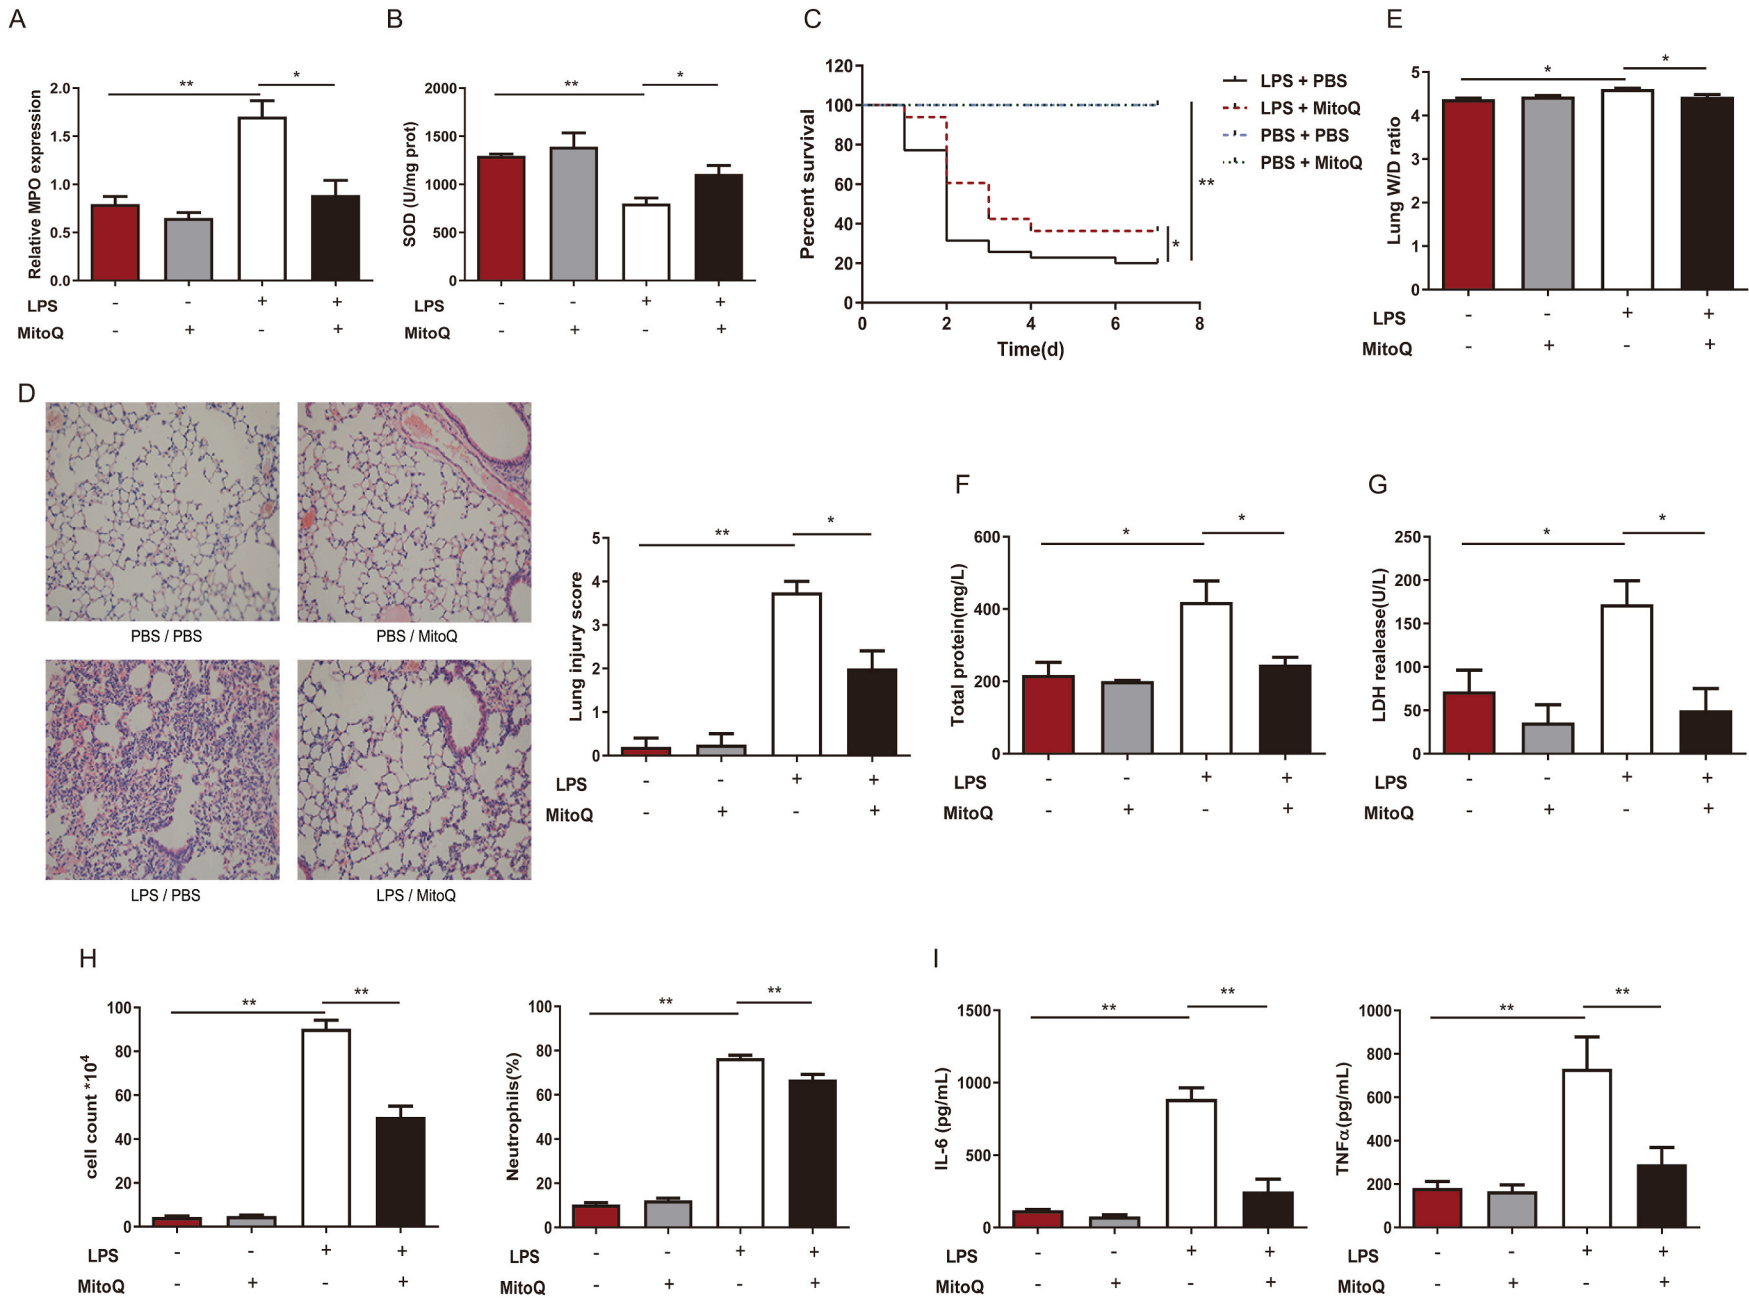 A
Relative MPO expression
2.0
1.5
1.0
0.5
0.0
** *
LPS - - + +
MitoQ - + - +
B
SOD (U/mg prot)
2000
1500
1000
500
0
** *
LPS - - + +
MitoQ - + - +
C
Percent survival
120
100
80
60
40
20
0
0 2 4 6 8
Time(d)
LPS + PBS
LPS + MitoQ
PBS + PBS
PBS + MitoQ
**
*
E
Lung W/D ratio
5
4
3
2
1
0
* *
LPS - - + +
MitoQ - + - +
D
PBS / PBS
PBS / MitoQ
LPS / PBS
LPS / MitoQ
Lung injury score
5
4
3
2
1
0
** *
LPS - - + +
MitoQ - + - +
F
Total protein(mg/L)
600
400
200
0
* *
LPS - - + +
MitoQ - + - +
G
LDH realease(U/L)
250
200
150
100
50
0
* *
LPS - - + +
MitoQ - + - +
H
cell count *10⁴
100
80
60
40
20
0
** **
LPS - - + +
MitoQ - + - +
Neutrophils(%)
100
80
60
40
20
0
** **
LPS - - + +
MitoQ - + - +
I
IL-6 (pg/mL)
1500
1000
500
0
** **
LPS - - + +
MitoQ - + - +
TNFα(pg/mL)
1000
800
600
400
200
0
** **
LPS - - + +
MitoQ - + - +